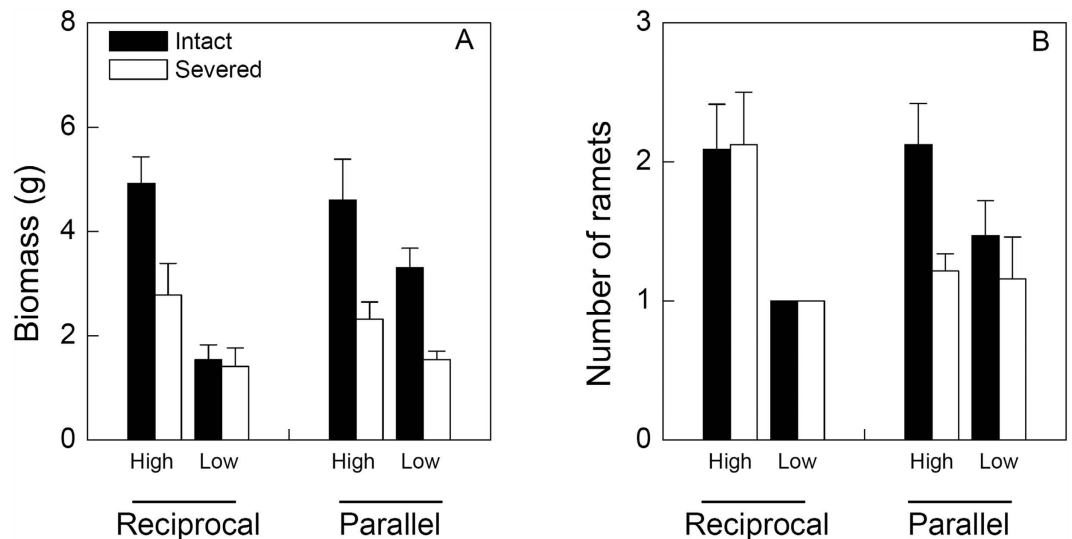 A
Intact
Severed
Biomass (g)
8
6
4
2
0
High Low High Low
Reciprocal Parallel
B
Number of ramets
3
2
1
0
High Low High Low
Reciprocal Parallel